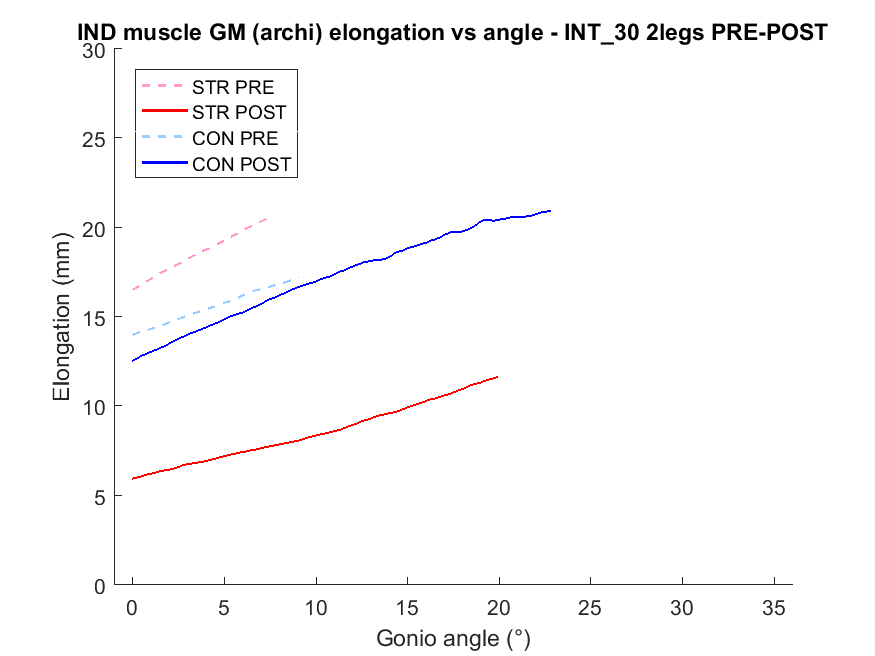 IND muscle GM (archi) elongation vs angle - INT_30 2legs PRE-POST
STR PRE
STR POST
CON PRE
CON POST
30
25
20
15
10
5
0
Elongation (mm)
0 5 10 15 20 25 30 35
Gonio angle (°)